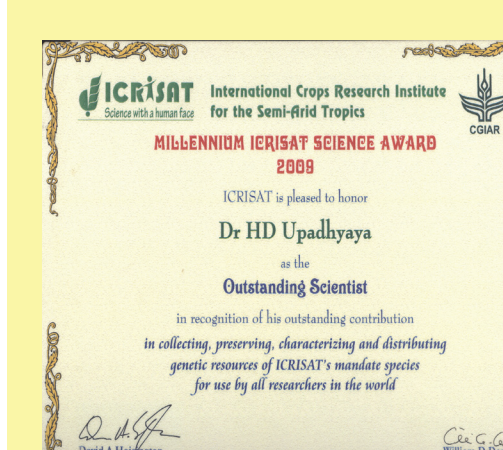 ICRISAT
Science with a human face
International Crops Research Institute
for the Semi-Arid Tropics
CGIAR
MILLENNIUM ICRISAT SCIENCE AWARD
2009
ICRISAT is pleased to honor
Dr HD Upadhyaya
as the
Outstanding Scientist
in recognition of his outstanding contribution
in collecting, preserving, characterizing and distributing
genetic resources of ICRISAT's mandate species
for use by all researchers in the world
David A
William D